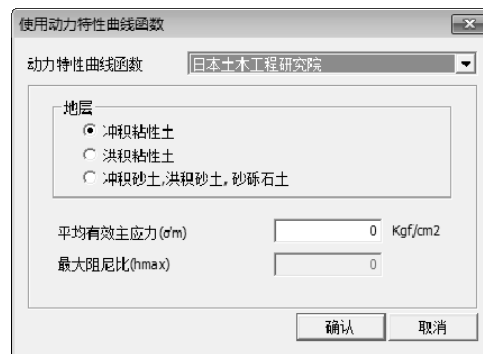 使用动力特性曲线函数
动力特性曲线函数 日本土木工程研究院
地层
冲积粘性土
洪积粘性土
冲积砂土,洪积砂土, 砂砾石土
平均有效主应力(σ'm) 0 Kgf/cm2
最大阻尼比(hmax) 0
确认 取消